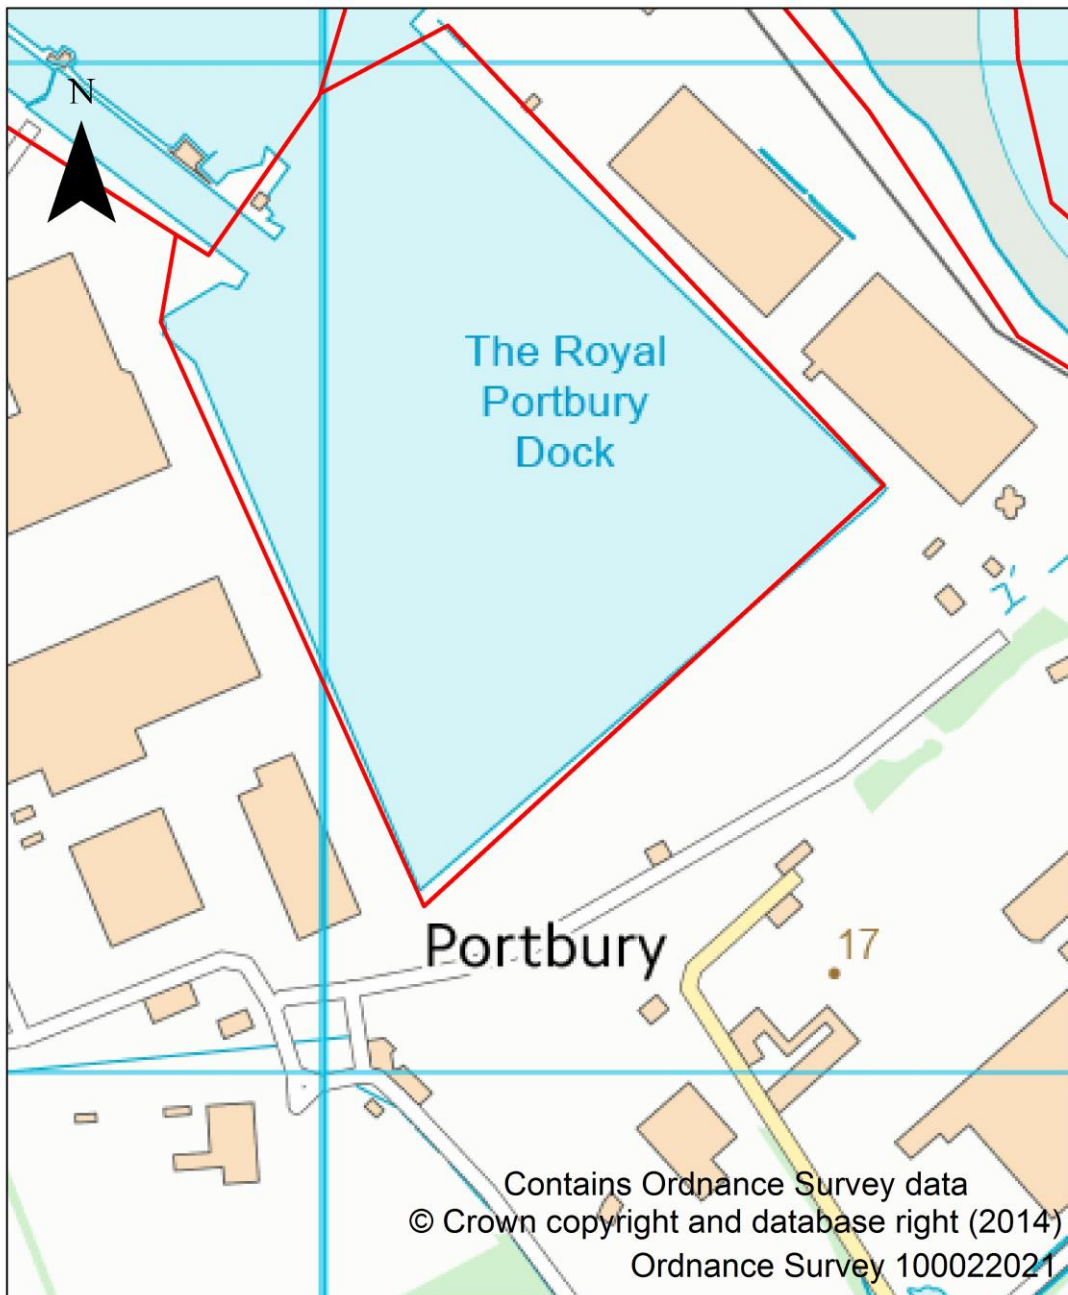 N
The Royal
Portbury
Dock
Portbury
17
Contains Ordnance Survey data
© Crown copyright and database right (2014)
Ordnance Survey 100022021